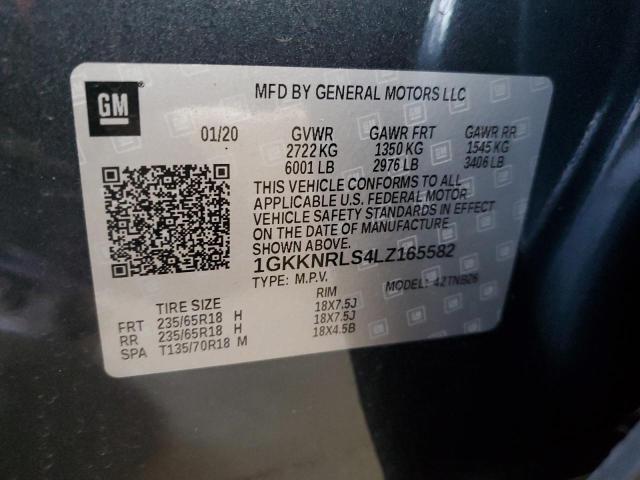 GM
MFD BY GENERAL MOTORS LLC
01/20 GVWR GAWR FRT GAWR RR
2722 KG 1350 KG 1545 KG
6001 LB 2976 LB 3406 LB
THIS VEHICLE CONFORMS TO ALL
APPLICABLE U.S. FEDERAL MOTOR
VEHICLE SAFETY STANDARDS IN EFFECT
ON THE DATE OF MANUFACTURE
SHOWN ABOVE.
1GKKNRLS4LZ165582
TYPE: M.P.V. MODEL: 4ZTNB26
TIRE SIZE RIM
FRT 235/65R18 H 18X7.5J
RR 235/65R18 H 18X7.5J
SPA T135/70R18 M 18X4.5B